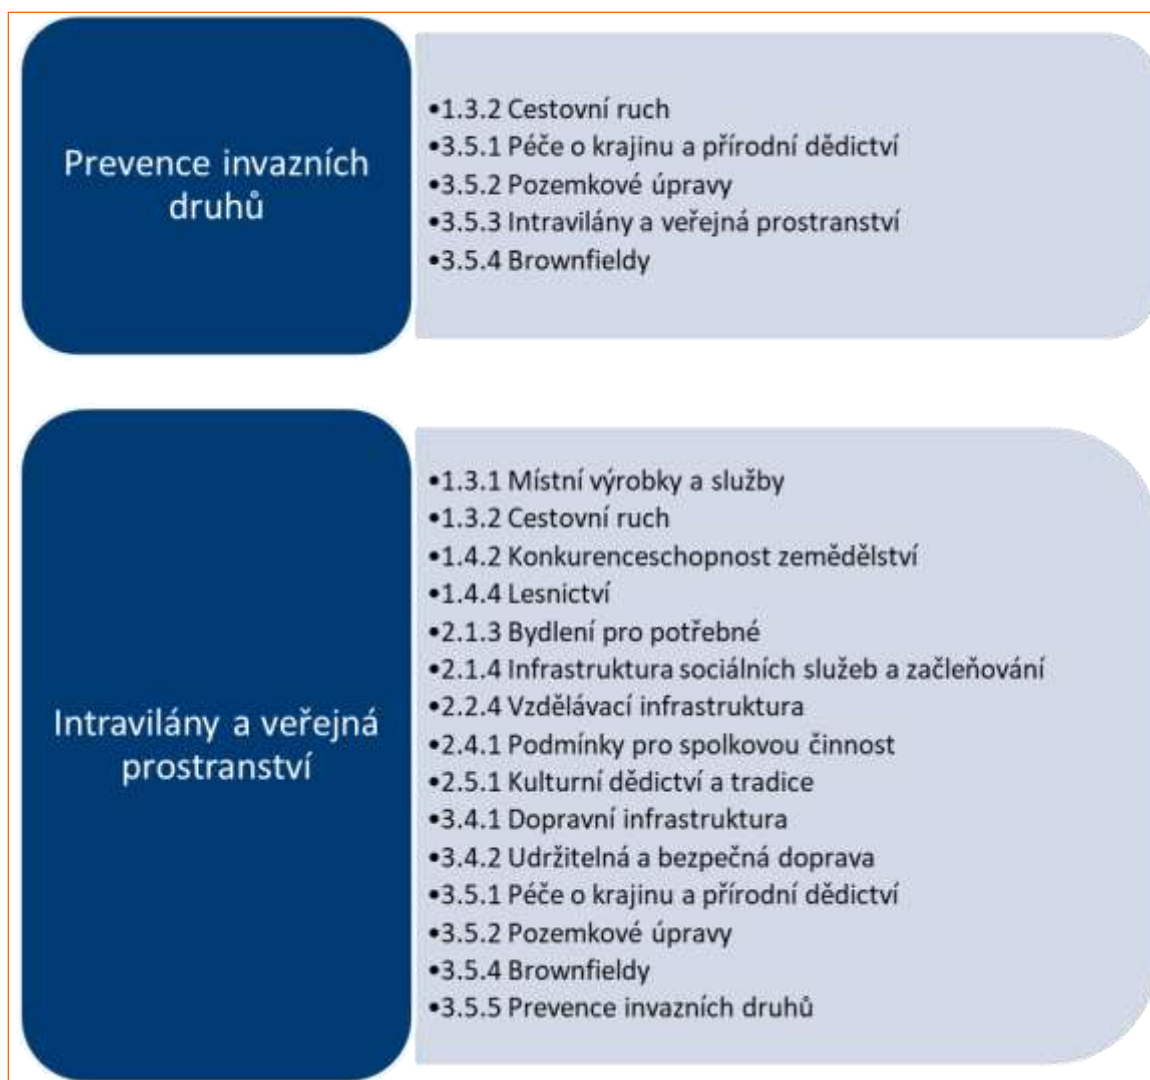 Prevence invazních
druhů
•1.3.2 Cestovní ruch
•3.5.1 Péče o krajinu a přírodní dědictví
•3.5.2 Pozemkové úpravy
•3.5.3 Intravilány a veřejná prostranství
•3.5.4 Brownfieldy
Intravilány a veřejná
prostranství
•1.3.1 Místní výrobky a služby
•1.3.2 Cestovní ruch
•1.4.2 Konkurenceschopnost zemědělství
•1.4.4 Lesnictví
•2.1.3 Bydlení pro potřebné
•2.1.4 Infrastruktura sociálních služeb a začleňování
•2.2.4 Vzdělávací infrastruktura
•2.4.1 Podmínky pro spolkovou činnost
•2.5.1 Kulturní dědictví a tradice
•3.4.1 Dopravní infrastruktura
•3.4.2 Udržitelná a bezpečná doprava
•3.5.1 Péče o krajinu a přírodní dědictví
•3.5.2 Pozemkové úpravy
•3.5.4 Brownfieldy
•3.5.5 Prevence invazních druhů